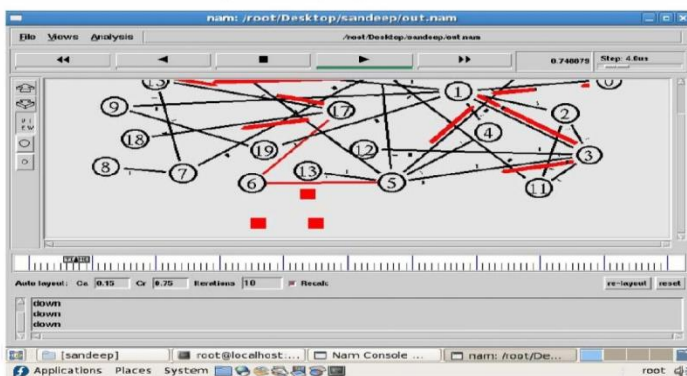 nam: /root/Desktop/sandeep/out.nam
File Views Analysis /root/Desktop/sandeep/out.nam
0.748079 Step: 4.0us
1
9
17
2
18
4
19
12
3
8
7
6
13
5
11
TIME
Auto layout: Ca 0.15 Cr 0.75 Iterations 10 Recalc re-layout reset
down
down
down
[sandeep] root@localhost:... Nam Console ... nam: /root/De...
Applications Places System root